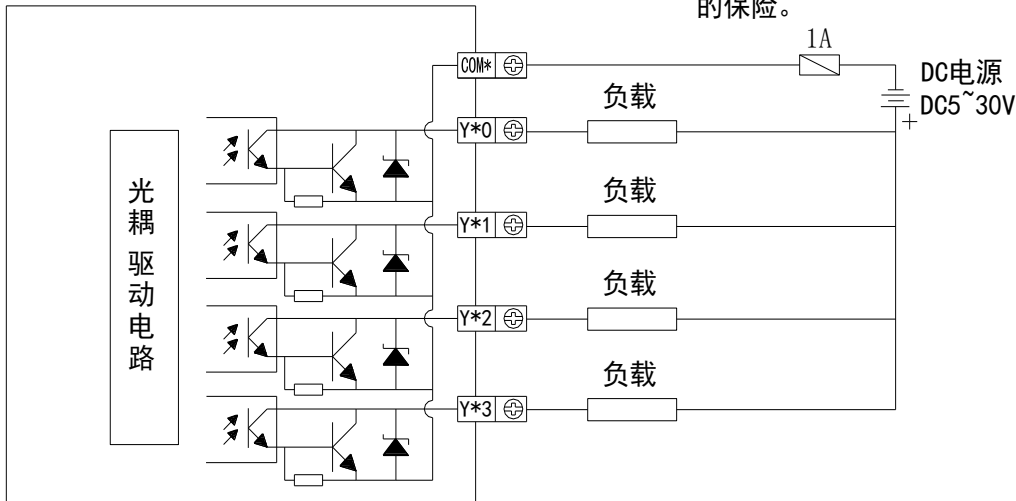 的保险。
1A
COM*
DC电源
DC5~30V
+
负载
Y*0
负载
Y*1
负载
Y*2
负载
Y*3
光耦驱动电路